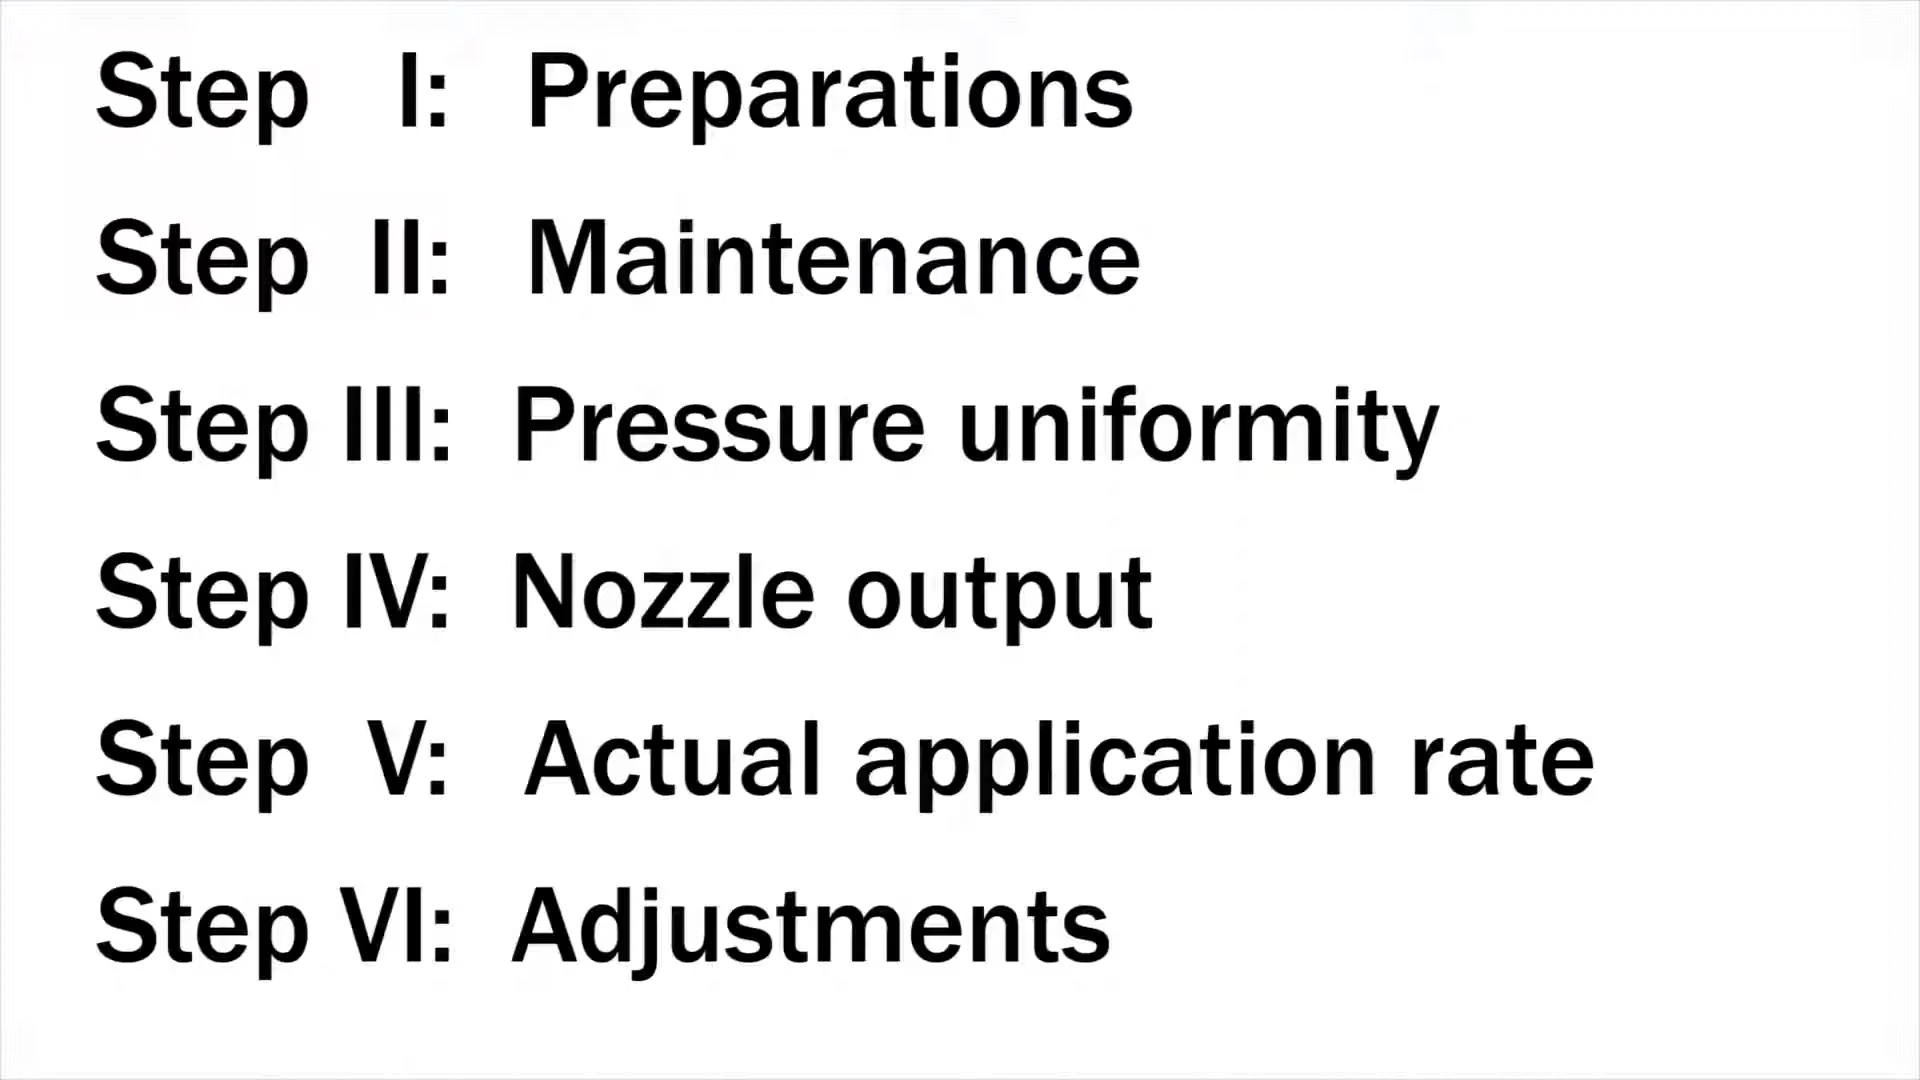 Step I: Preparations
Step II: Maintenance
Step III: Pressure uniformity
Step IV: Nozzle output
Step V: Actual application rate
Step VI: Adjustments